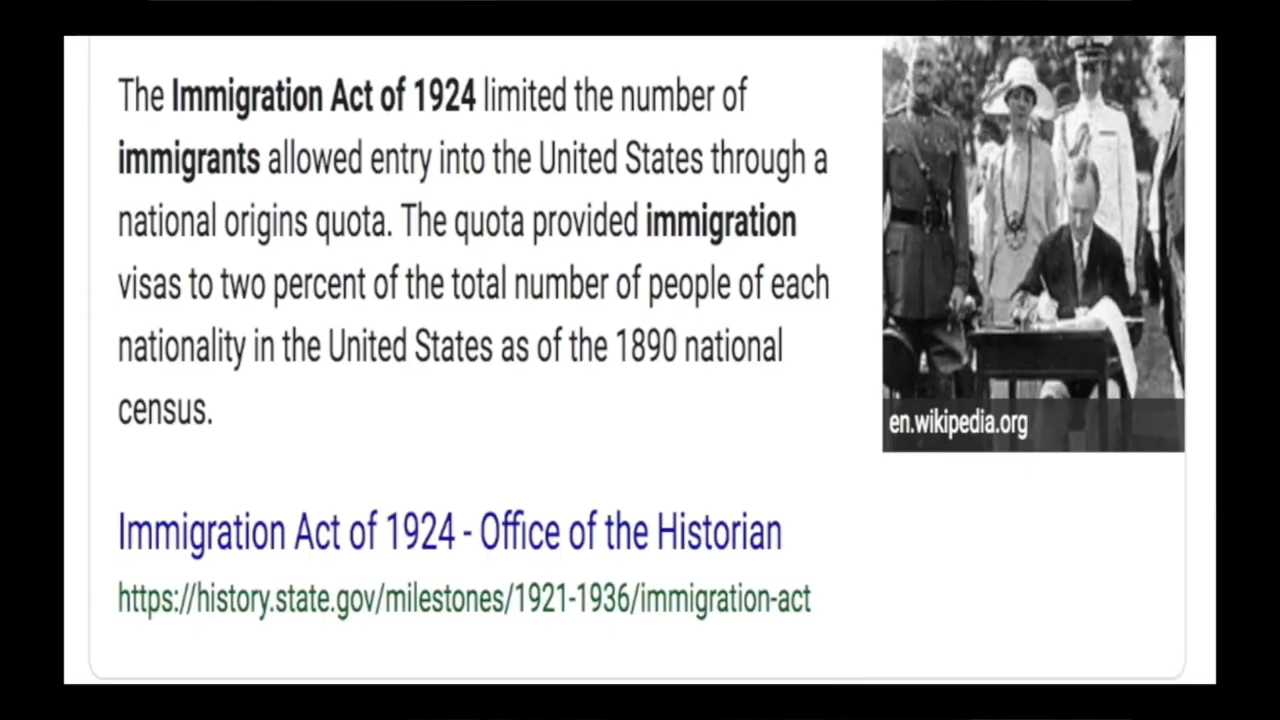 The Immigration Act of 1924 limited the number of
immigrants allowed entry into the United States through a
national origins quota. The quota provided immigration
visas to two percent of the total number of people of each
nationality in the United States as of the 1890 national
census.
en.wikipedia.org
Immigration Act of 1924 - Office of the Historian
https://history.state.gov/milestones/1921-1936/immigration-act